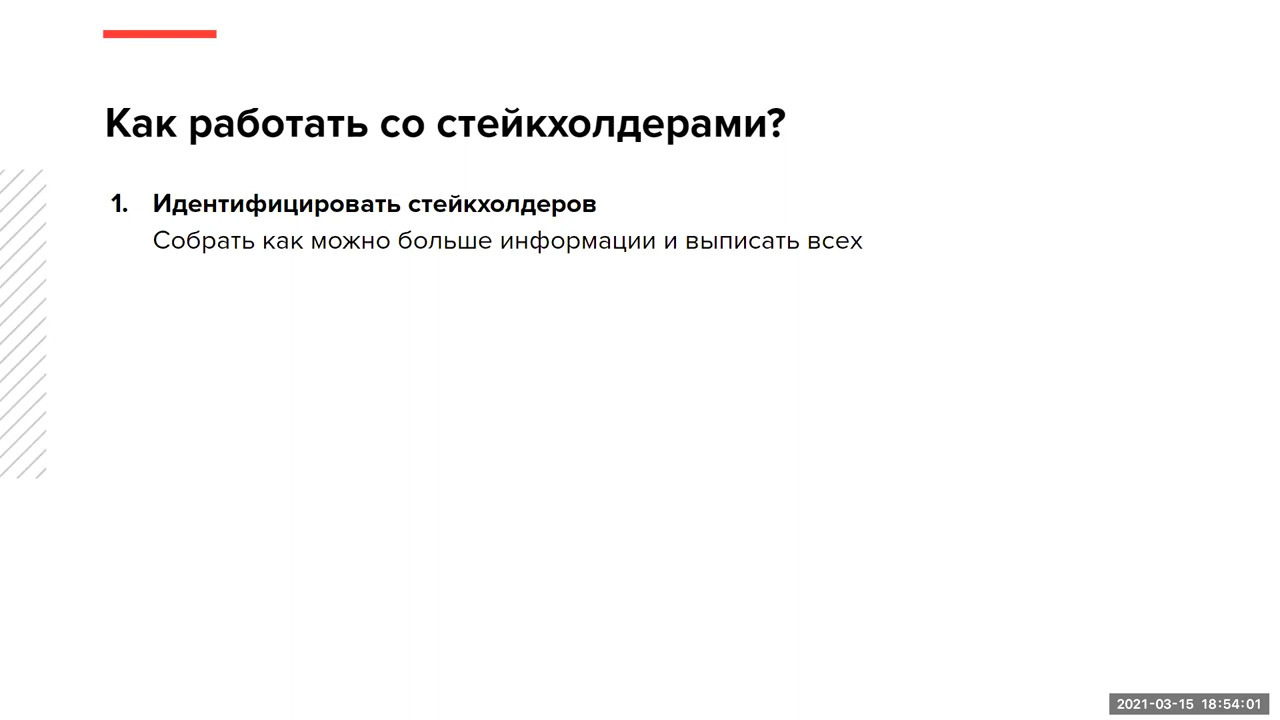 Как работать со стейкхолдерами?
1. Идентифицировать стейкхолдеров
Собрать как можно больше информации и выписать всех
2021-03-15 18:54:01